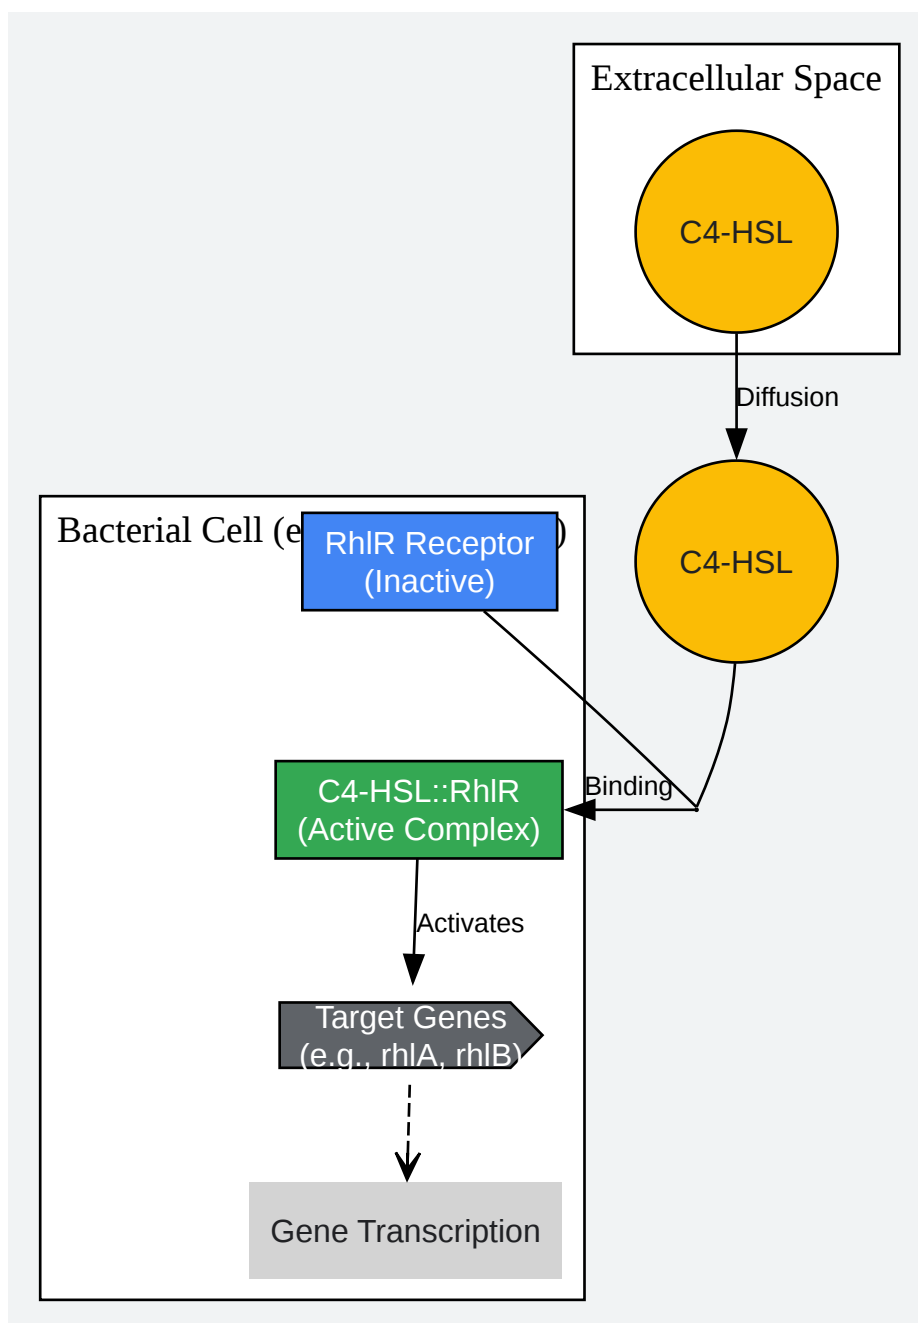 Extracellular Space
C4-HSL
Diffusion
C4-HSL
Bacterial Cell (e )
RhlR Receptor
(Inactive)
Binding
C4-HSL::RhlR
(Active Complex)
Activates
Target Genes
(e.g., rhlA, rhlB)
Gene Transcription